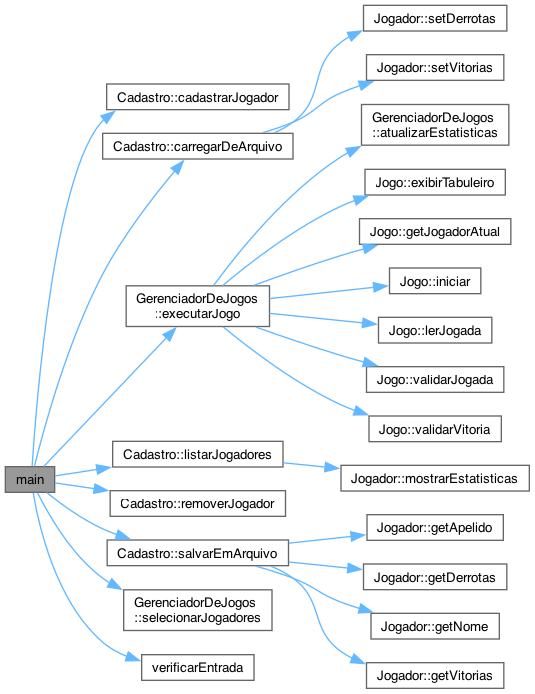 main
Cadastro::cadastrarJogador
Cadastro::carregarDeArquivo
Jogador::setDerrotas
Jogador::setVitorias
GerenciadorDeJogos
::executarJogo
GerenciadorDeJogos
::atualizarEstatisticas
Jogo::exibirTabuleiro
Jogo::getJogadorAtual
Jogo::iniciar
Jogo::lerJogada
Jogo::validarJogada
Jogo::validarVitoria
Cadastro::listarJogadores
Jogador::mostrarEstatisticas
Cadastro::removerJogador
Cadastro::salvarEmArquivo
Jogador::getApelido
Jogador::getDerrotas
Jogador::getNome
Jogador::getVitorias
GerenciadorDeJogos
::selecionarJogadores
verificarEntrada